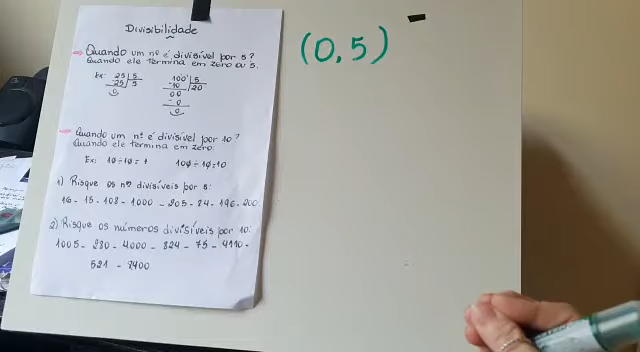 Divisibilidade
Quando um nº é divisível por 5?
Quando ele termina em zero ou 5.
Ex: 25 5 100 5
-25 5 -10 20
0 00
-0
0
Quando um nº é divisível por 10?
Quando ele termina em zero.
Ex: 10÷10=1 100÷10=10
1) Risque os nºs divisíveis por 5:
16 - 15 - 108 - 1000 - 205 - 24 - 196 - 200
2) Risque os números divisíveis por 10:
1005 - 230 - 4000 - 824 - 75 - 4110 -
521 - 8400
(0,5)